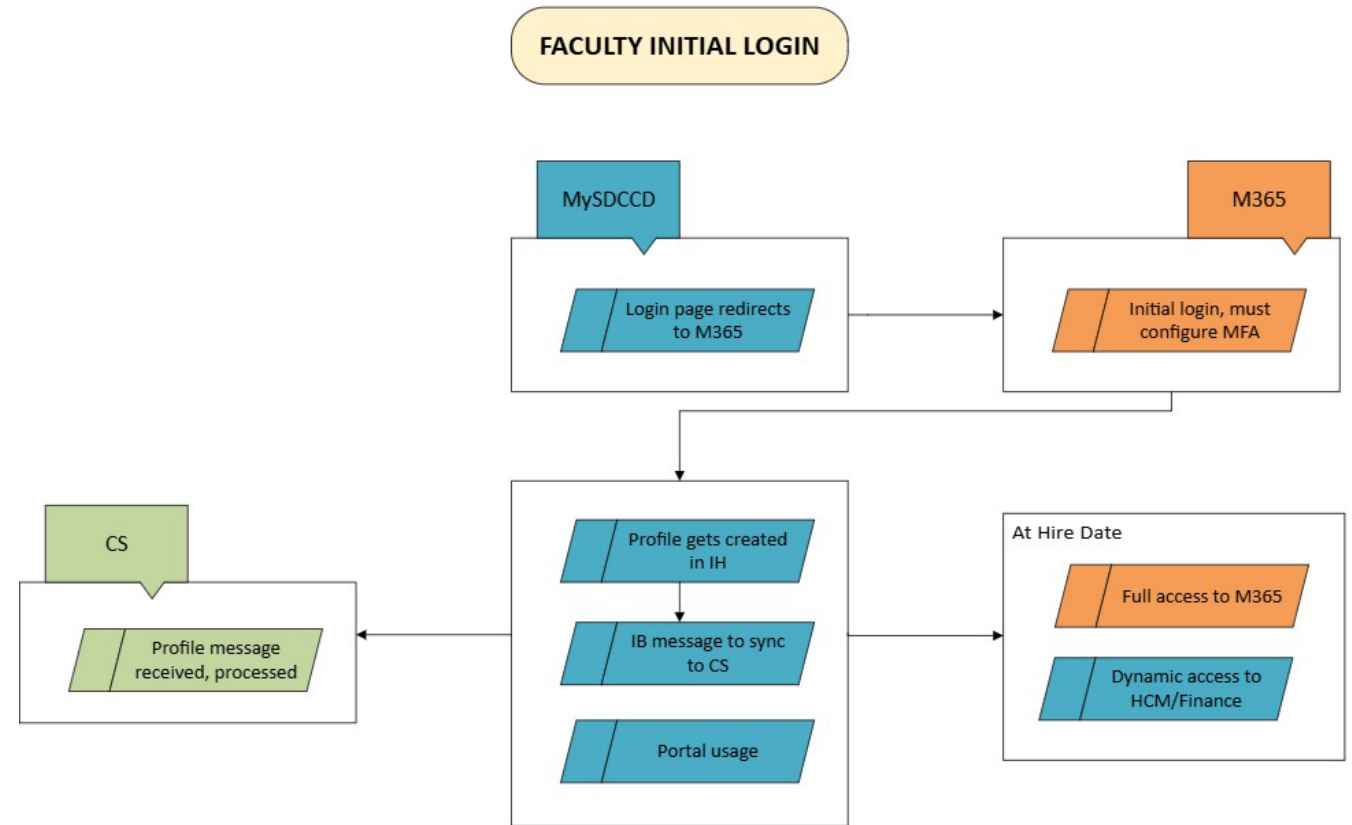 FACULTY INITIAL LOGIN
MySDCCD
M365
Login page redirects
to M365
Initial login, must
configure MFA
CS
Profile message
received, processed
Profile gets created
in IH
IB message to sync
to CS
Portal usage
At Hire Date
Full access to M365
Dynamic access to
HCM/Finance